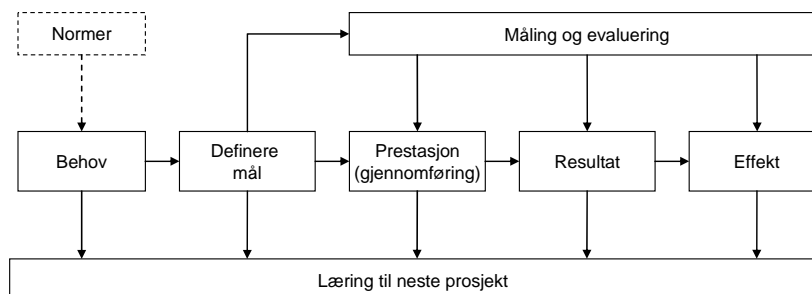 Normer
Måling og evaluering
Behov
Definere
mål
Prestasjon
(gjennomføring)
Resultat
Effekt
Læring til neste prosjekt